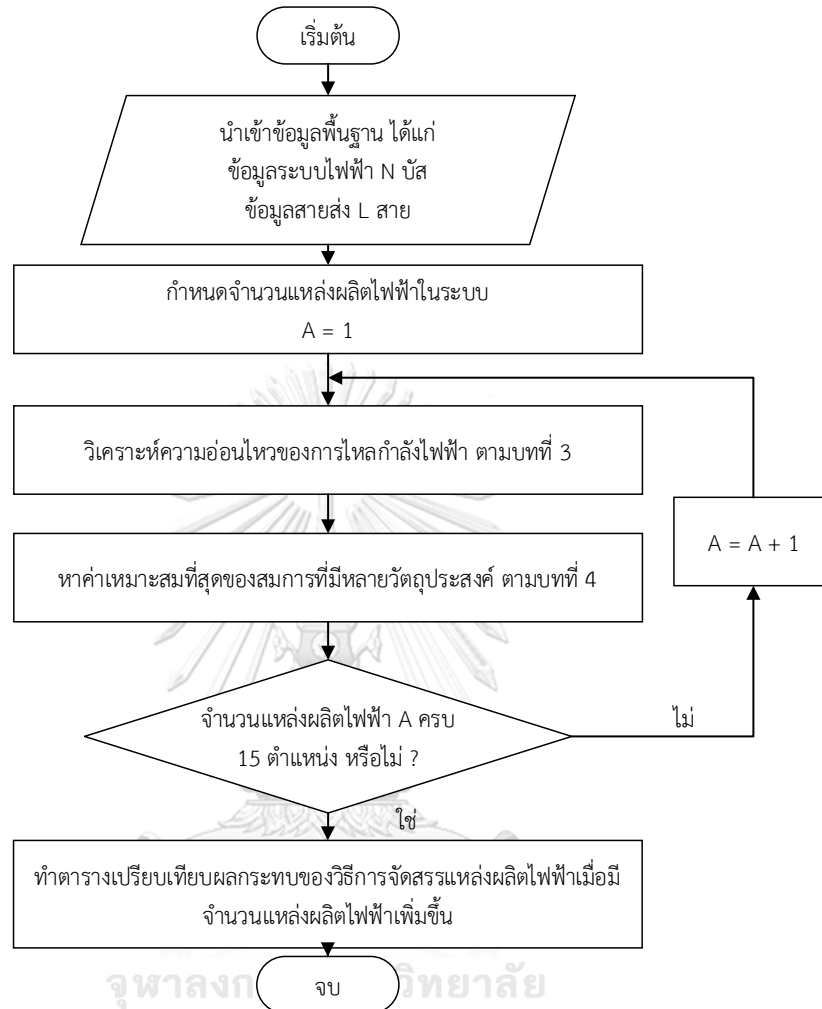 เริ่มต้น
นำเข้าข้อมูลพื้นฐาน ได้แก่
ข้อมูลระบบไฟฟ้า N บัส
ข้อมูลสายส่ง L สาย
กำหนดจำนวนแหล่งผลิตไฟฟ้าในระบบ
A = 1
วิเคราะห์ความอ่อนไหวของการไหลกำลังไฟฟ้า ตามบทที่ 3
A = A + 1
หาค่าเหมาะสมที่สุดของสมการที่มีหลายวัตถุประสงค์ ตามบทที่ 4
จำนวนแหล่งผลิตไฟฟ้า A ครบ
15 ตำแหน่ง หรือไม่ ?
ไม่
ใช่
ทำตารางเปรียบเทียบผลกระทบของวิธีการจัดสรรแหล่งผลิตไฟฟ้าเมื่อมี
จำนวนแหล่งผลิตไฟฟ้าเพิ่มขึ้น
จบ